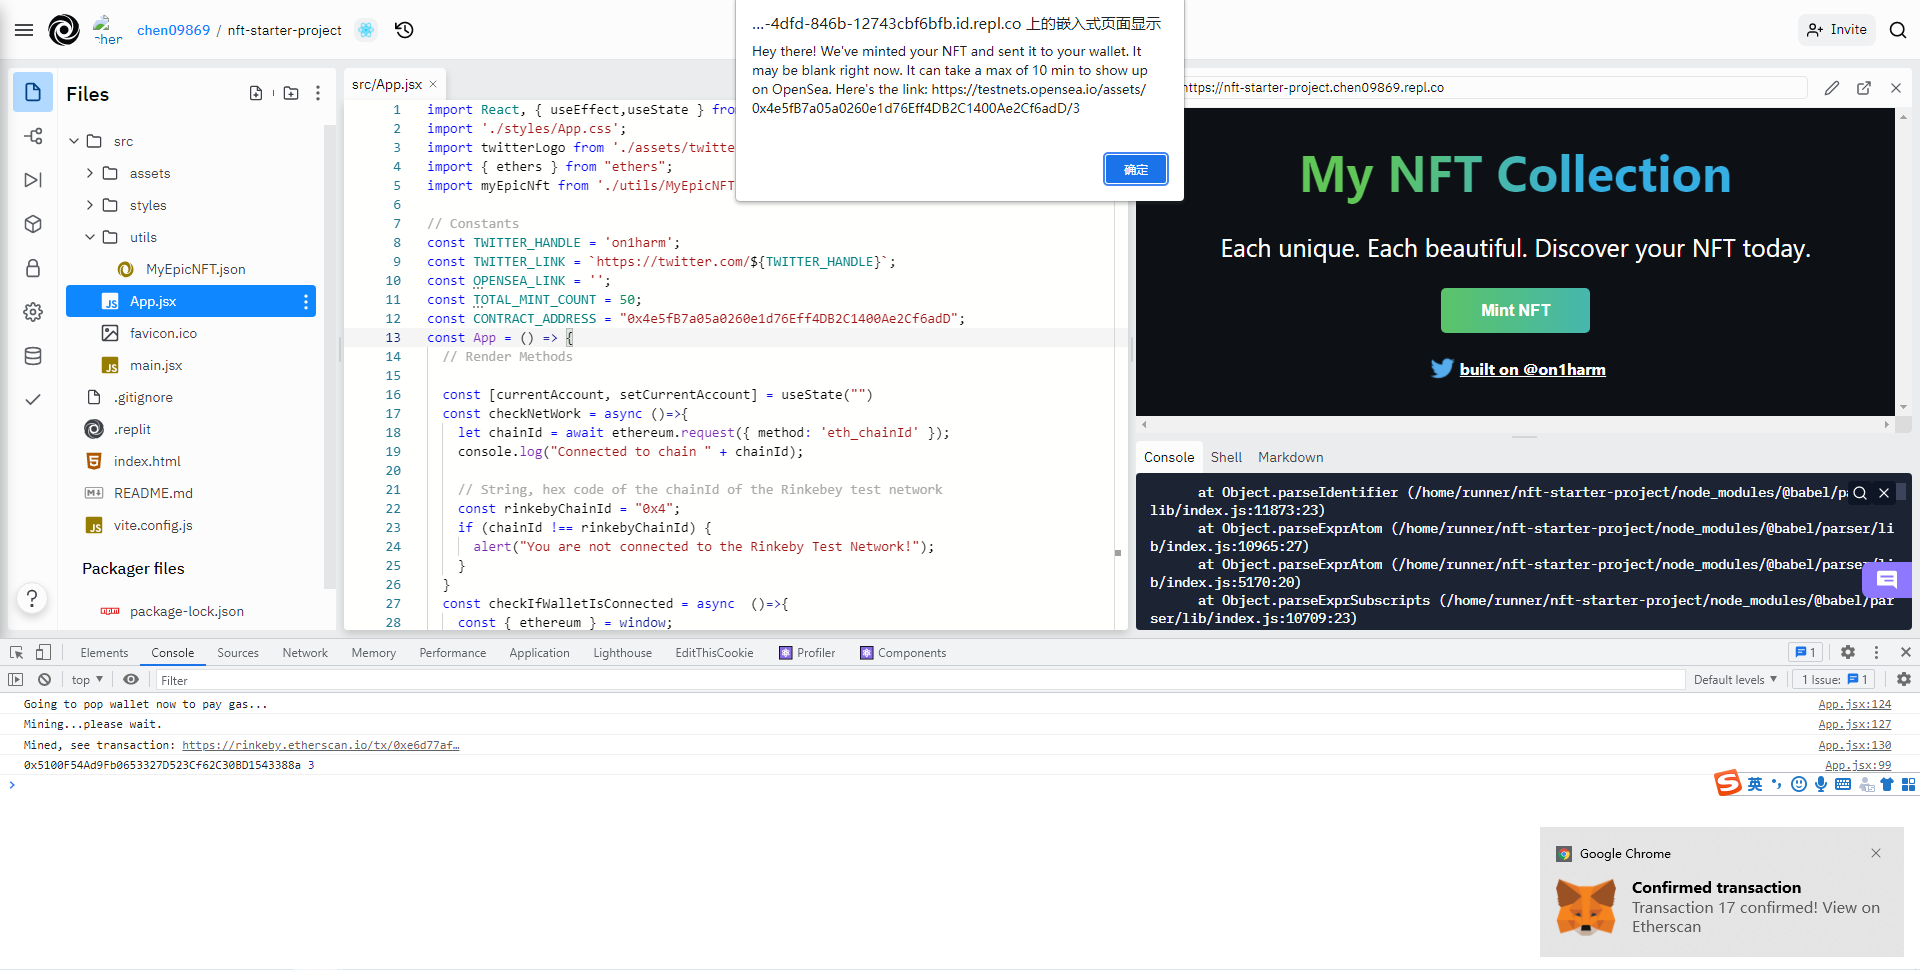 chen09869 / nft-starter-project
Invite
...-4dfd-846b-12743cbf6bfb.id.repl.co 上的嵌入式页面显示
Hey there! We've minted your NFT and sent it to your wallet. It
may be blank right now. It can take a max of 10 min to show up
on OpenSea. Here's the link: https://testnets.opensea.io/assets/
0x4e5fB7a05a0260e1d76Eff4DB2C1400Ae2Cf6adD/3
确定
Files
src
assets
styles
utils
MyEpicNFT.json
App.jsx
favicon.ico
main.jsx
.gitignore
.replit
index.html
README.md
vite.config.js
Packager files
package-lock.json
src/App.jsx
1 import React, { useEffect,useState } fro
2 import './styles/App.css';
3 import twitterLogo from './assets/twitte
4 import { ethers } from "ethers";
5 import myEpicNft from './utils/MyEpicNFT
6
7 // Constants
8 const TWITTER_HANDLE = 'on1harm';
9 const TWITTER_LINK = `https://twitter.com/${TWITTER_HANDLE}`;
10 const OPENSEA_LINK = '';
11 const TOTAL_MINT_COUNT = 50;
12 const CONTRACT_ADDRESS = "0x4e5fB7a05a0260e1d76Eff4DB2C1400Ae2Cf6adD";
13 const App = () => {
14 // Render Methods
15
16 const [currentAccount, setCurrentAccount] = useState("")
17 const checkNetWork = async ()=>{
18 let chainId = await ethereum.request({ method: 'eth_chainId' });
19 console.log("Connected to chain " + chainId);
20
21 // String, hex code of the chainId of the Rinkebey test network
22 const rinkebyChainId = "0x4";
23 if (chainId !== rinkebyChainId) {
24 alert("You are not connected to the Rinkeby Test Network!");
25 }
26 }
27 const checkIfWalletIsConnected = async ()=>{
28 const { ethereum } = window;
https://nft-starter-project.chen09869.repl.co
My NFT Collection
Each unique. Each beautiful. Discover your NFT today.
Mint NFT
built on @on1harm
Console Shell Markdown
at Object.parseIdentifier (/home/runner/nft-starter-project/node_modules/@babel/pa
lib/index.js:11873:23)
at Object.parseExprAtom (/home/runner/nft-starter-project/node_modules/@babel/parser/li
b/index.js:10965:27)
at Object.parseExprAtom (/home/runner/nft-starter-project/node_modules/@babel/parser/li
b/index.js:5170:20)
at Object.parseExprSubscripts (/home/runner/nft-starter-project/node_modules/@babel/par
ser/lib/index.js:10709:23)
Elements Console Sources Network Memory Performance Application Lighthouse EditThisCookie Profiler Components 1
top Filter Default levels 1 Issue: 1
Going to pop wallet now to pay gas... App.jsx:124
Mining...please wait. App.jsx:127
Mined, see transaction: https://rinkeby.etherscan.io/tx/0xe6d77af… App.jsx:130
0x5100F54Ad9Fb0653327D523Cf62C30BD1543388a 3 App.jsx:99
英
Google Chrome
Confirmed transaction
Transaction 17 confirmed! View on
Etherscan